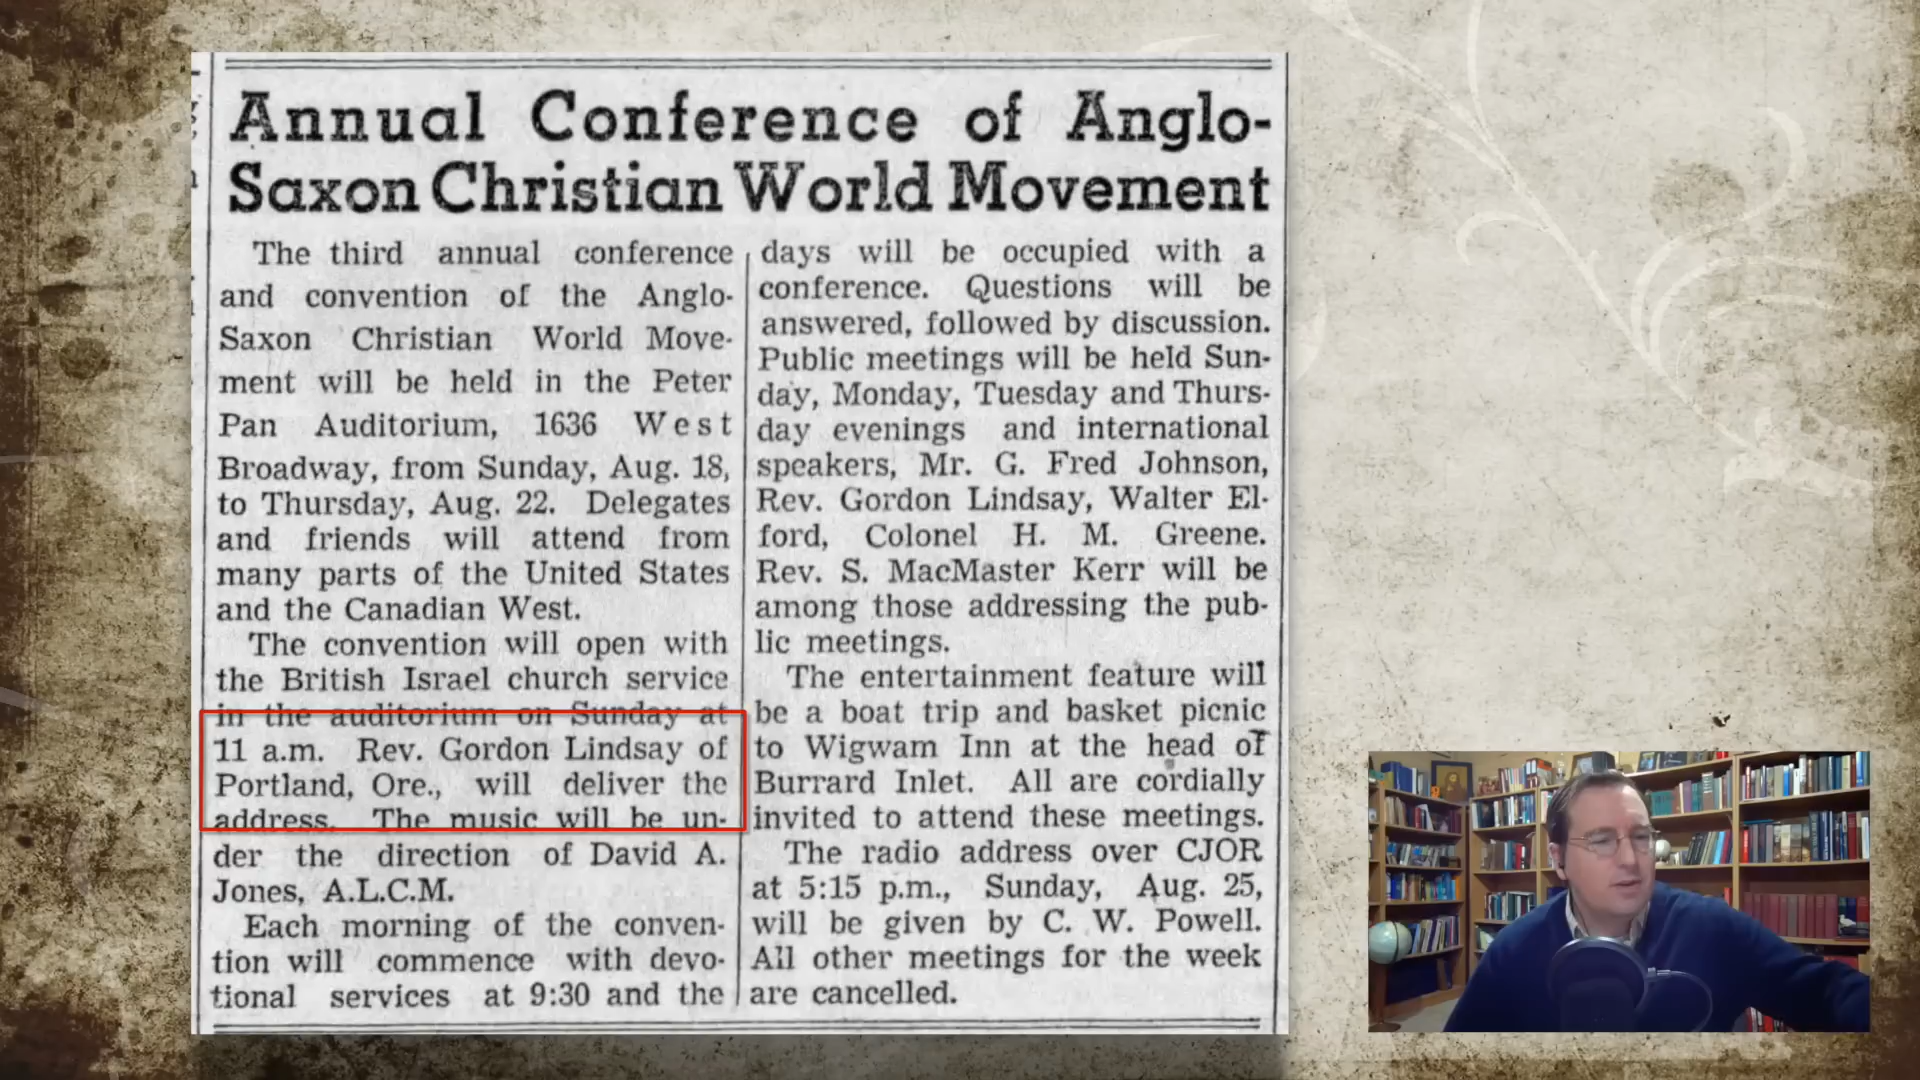 Annual Conference of Anglo-
Saxon Christian World Movement
The third annual conference
and convention of the Anglo-
Saxon Christian World Move-
ment will be held in the Peter
Pan Auditorium, 1636 West
Broadway, from Sunday, Aug. 18,
to Thursday, Aug. 22. Delegates
and friends will attend from
many parts of the United States
and the Canadian West.
The convention will open with
the British Israel church service
in the auditorium on Sunday at
11 a.m. Rev. Gordon Lindsay of
Portland, Ore., will deliver the
address. The music will be un-
der the direction of David A.
Jones, A.L.C.M.
Each morning of the conven-
tion will commence with devo-
tional services at 9:30 and the
days will be occupied with a
conference. Questions will be
answered, followed by discussion.
Public meetings will be held Sun-
day, Monday, Tuesday and Thurs-
day evenings and international
speakers, Mr. G. Fred Johnson,
Rev. Gordon Lindsay, Walter El-
ford, Colonel H. M. Greene.
Rev. S. MacMaster Kerr will be
among those addressing the pub-
lic meetings.
The entertainment feature will
be a boat trip and basket picnic
to Wigwam Inn at the head of
Burrard Inlet. All are cordially
invited to attend these meetings.
The radio address over CJOR
at 5:15 p.m., Sunday, Aug. 25,
will be given by C. W. Powell.
All other meetings for the week
are cancelled.